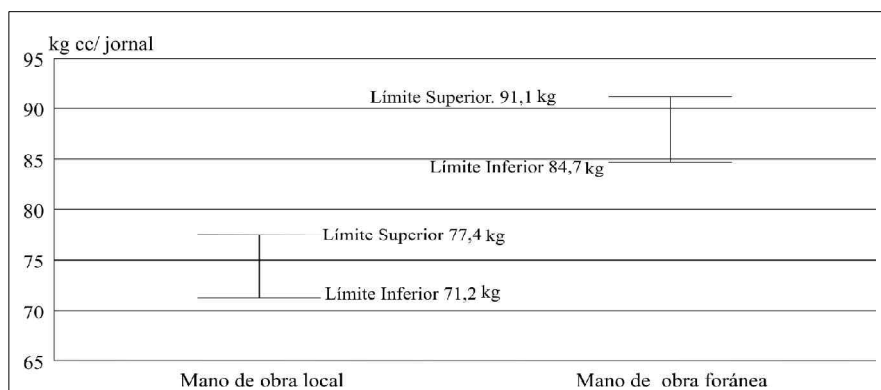 kg cc/ jornal
95
90
85
80
75
70
65
Límite Superior. 91,1 kg
Límite Inferior 84,7 kg
Límite Superior 77,4 kg
Límite Inferior 71,2 kg
Mano de obra local
Mano de obra foránea